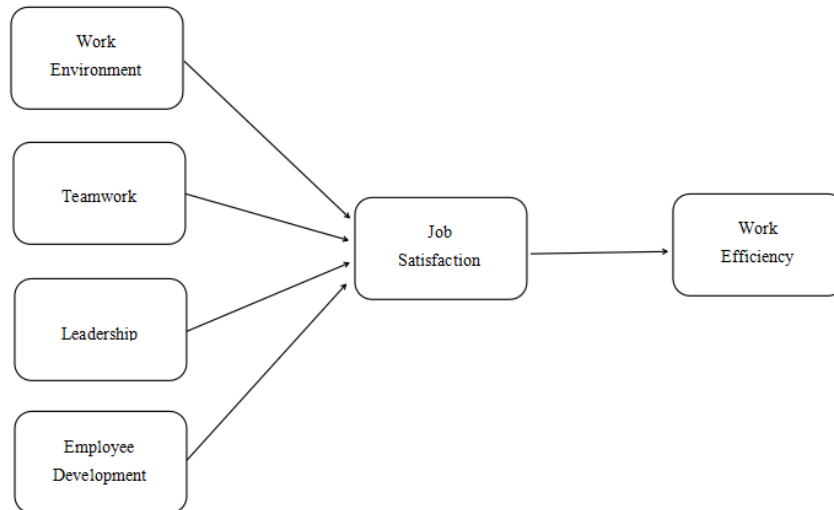 Work
Environment
Teamwork
Leadership
Employee
Development
Job
Satisfaction
Work
Efficiency